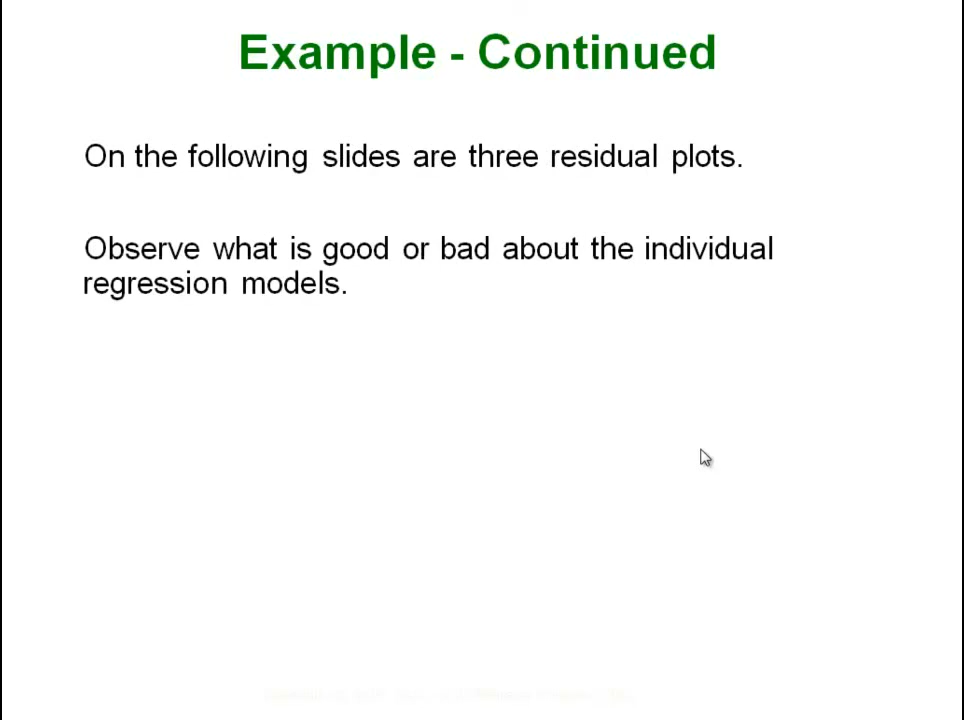 Example - Continued
On the following slides are three residual plots.
Observe what is good or bad about the individual
regression models.